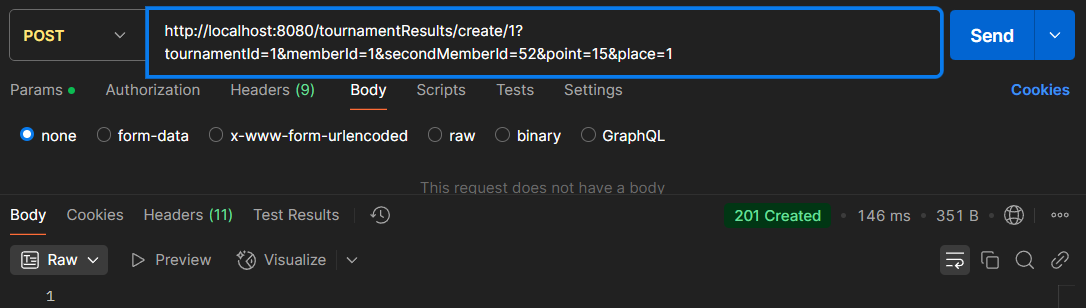 POST
http://localhost:8080/tournamentResults/create/1?
tournamentId=1&memberId=1&secondMemberId=52&point=15&place=1
Send
Params Authorization Headers (9) Body Scripts Tests Settings Cookies
none form-data x-www-form-urlencoded raw binary GraphQL
This request does not have a body
Body Cookies Headers (11) Test Results 201 Created • 146 ms • 351 B
Raw Preview Visualize
1